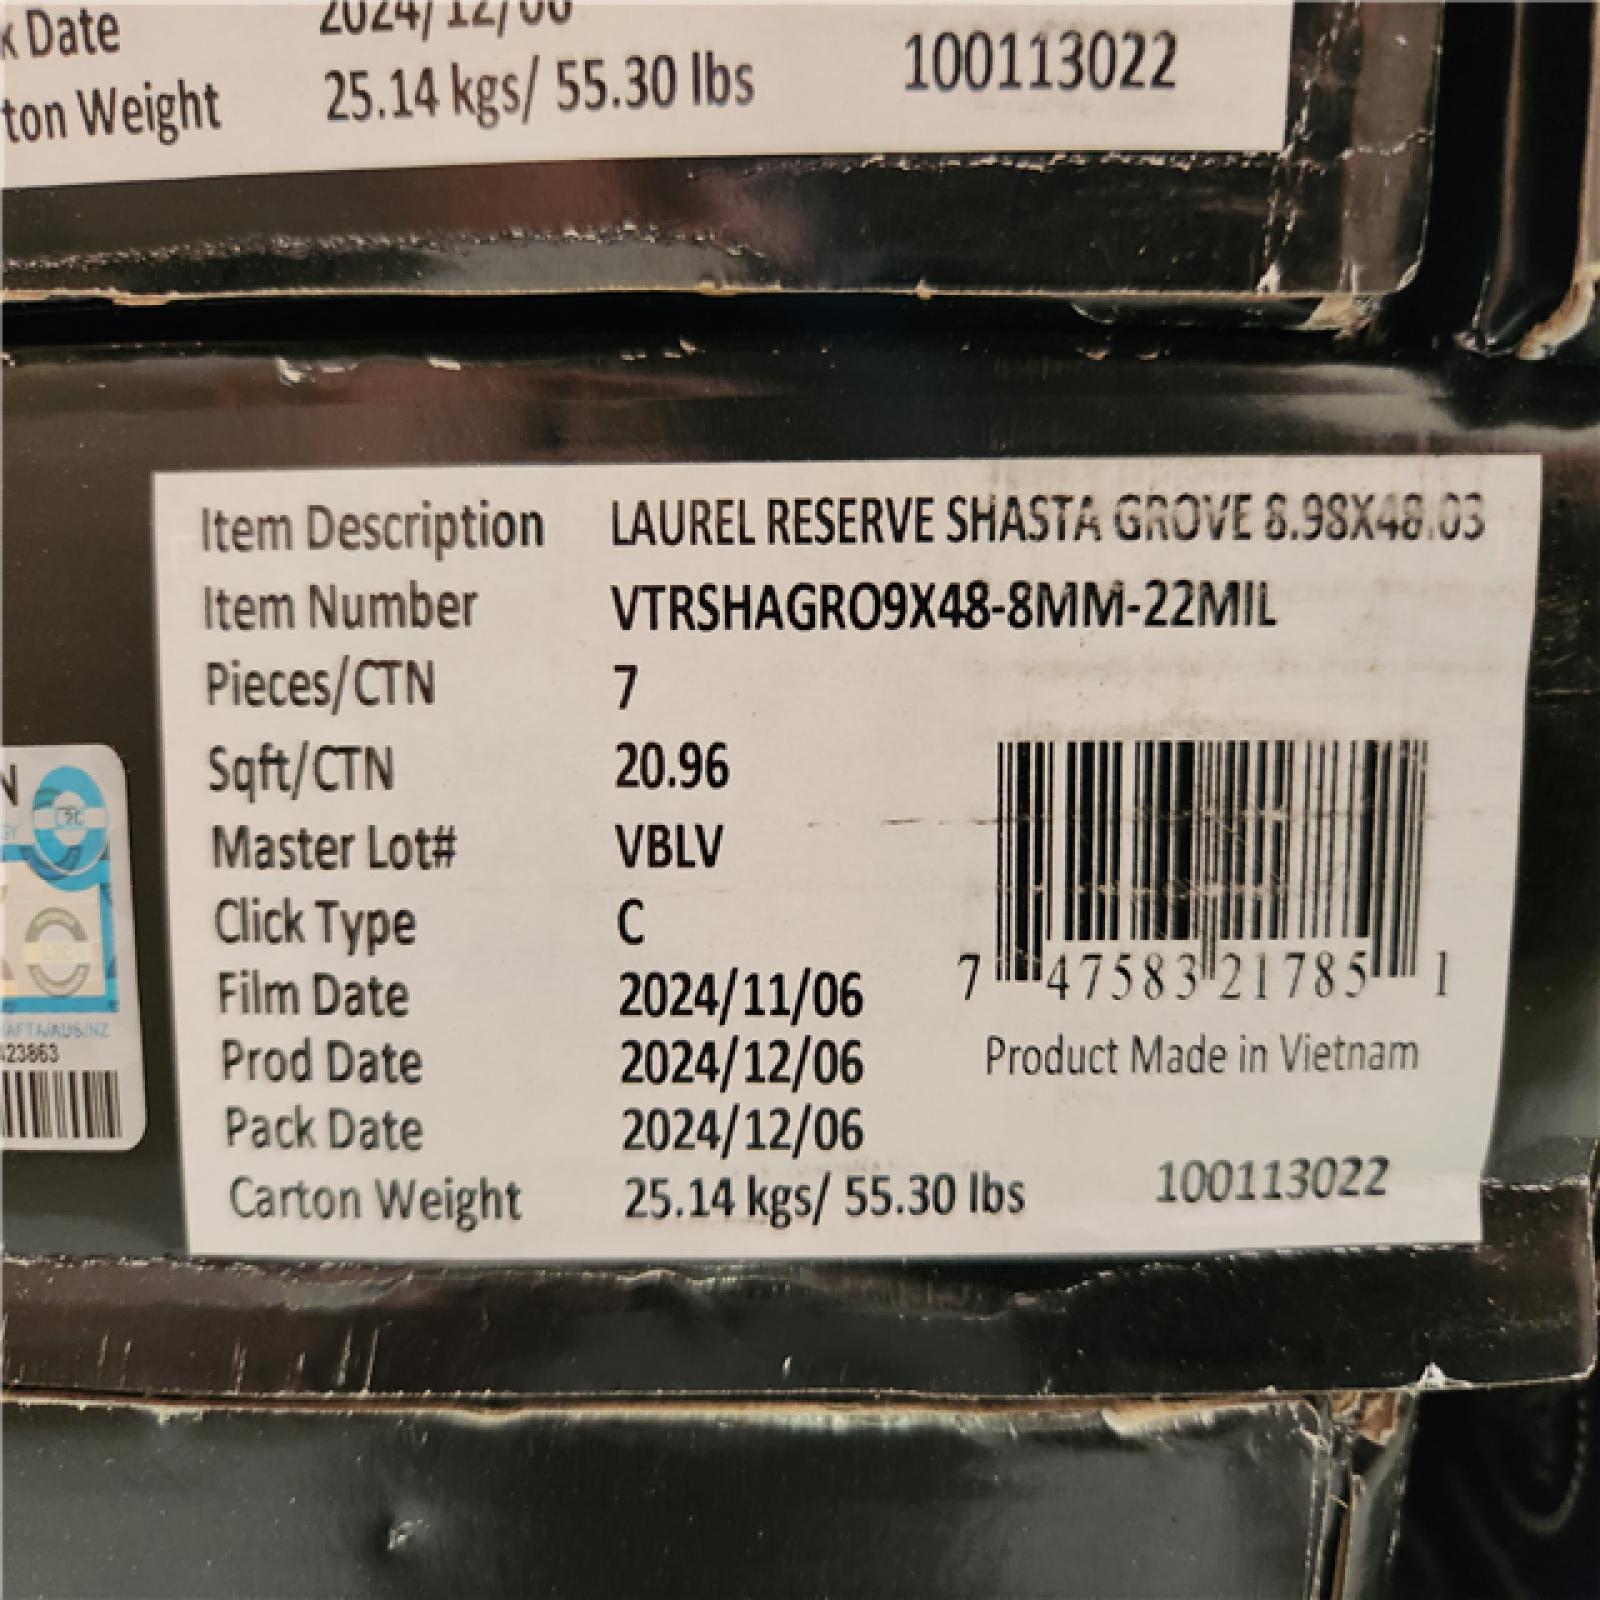 Date 2024/12/06
Weight 25.14 kgs/ 55.30 lbs 100113022
Item Description LAUREL RESERVE SHASTA GROVE 8.98X48.03
Item Number VTRSHAGRO9X48-8MM-22MIL
Pieces/CTN 7
Sqft/CTN 20.96
Master Lot# VBLV
Click Type C
Film Date 2024/11/06
Prod Date 2024/12/06
Pack Date 2024/12/06
Carton Weight 25.14 kgs/ 55.30 lbs
7 47583 21785 1
Product Made in Vietnam
100113022
L2C
23863